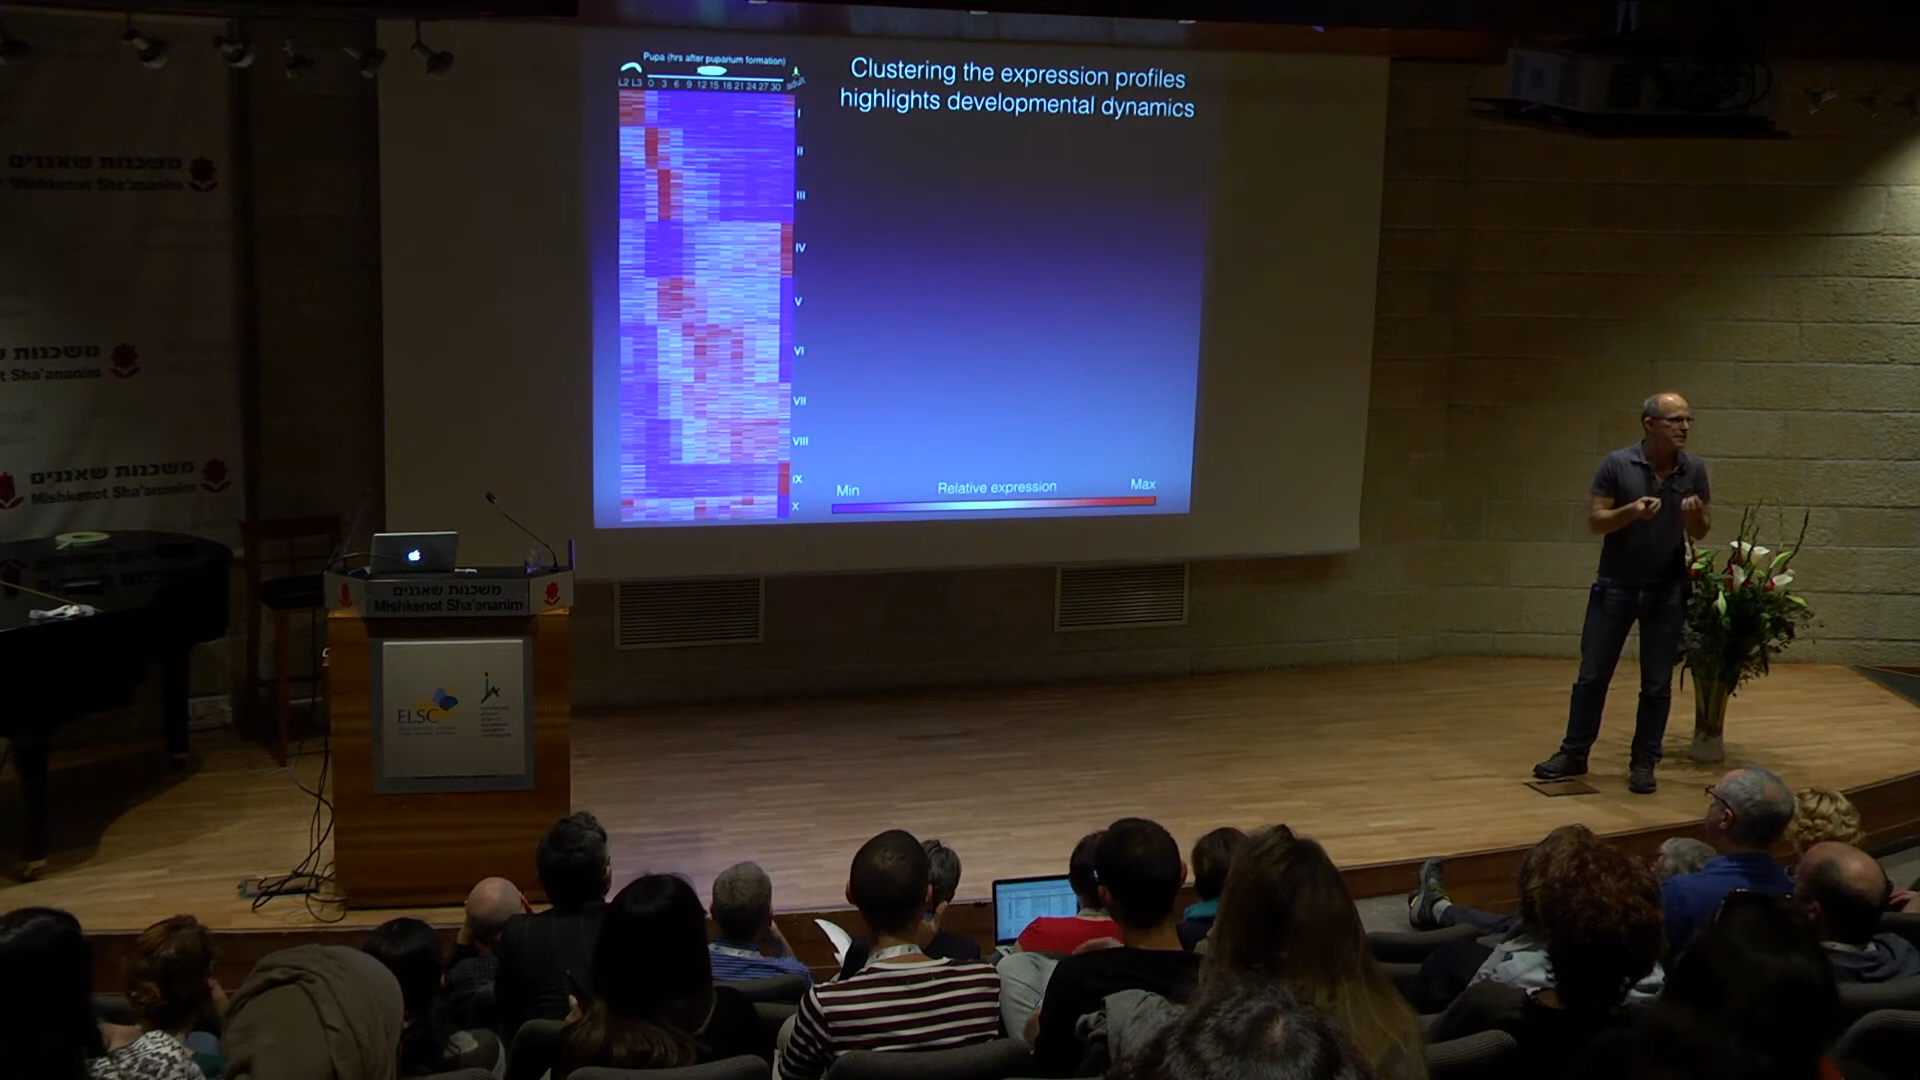 Pupa (hrs after puparium formation)
L2 L3 0 3 6 9 12 15 18 21 24 27 30 adult
I
II
III
IV
V
VI
VII
VIII
IX
X
Clustering the expression profiles
highlights developmental dynamics
Min Relative expression Max
משכנות שאננים
Mishkenot Sha'ananim
משכנות
Sha'ananim
משכנות שאננים
Mishkenot Sha'ananim
משכנות שאננים
Mishkenot Sha'ananim
ELSC